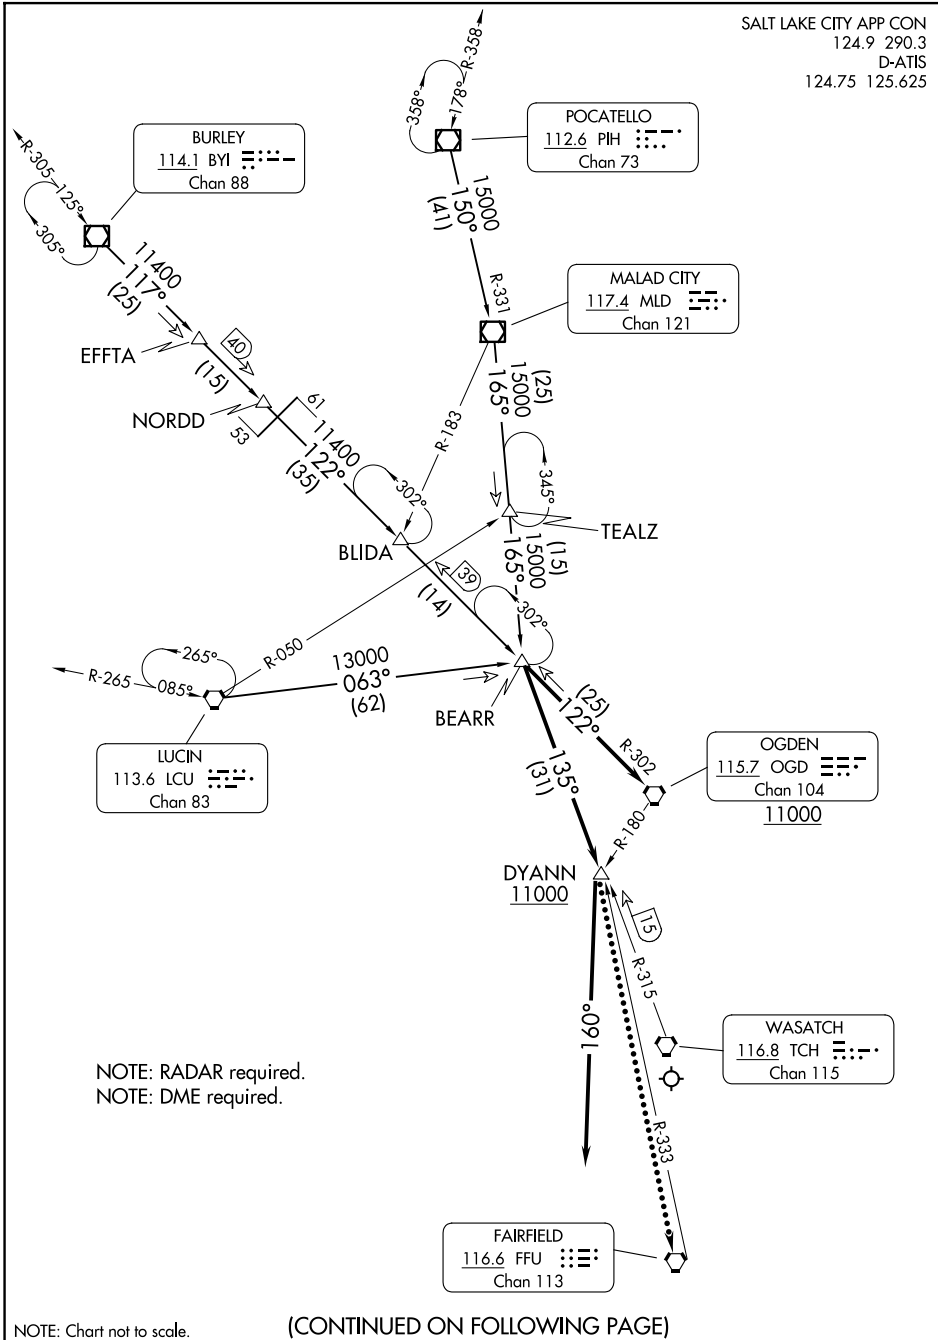 SALT LAKE CITY APP CON
124.9 290.3
D-ATIS
124.75 125.625
R-358
178°
358°
POCATELLO
112.6 PIH
Chan 73
BURLEY
114.1 BYI
Chan 88
R-305
125°
305°
15000
150°
(41)
R-331
11400
117°
(25)
MALAD CITY
117.4 MLD
Chan 121
EFFTA
40
(15)
NORDD
61
53
11400
122°
(35)
R-183
(25)
15000
165°
302°
345°
BLIDA
TEALZ
(15)
15000
165°
39
(14)
302°
R-050
265°
R-265
085°
13000
063°
(62)
BEARR
(25)
122°
R-302
LUCIN
113.6 LCU
Chan 83
135°
(31)
OGDEN
115.7 OGD
Chan 104
11000
R-180
DYANN
11000
15
R-315
160°
WASATCH
116.8 TCH
Chan 115
NOTE: RADAR required.
NOTE: DME required.
R-333
FAIRFIELD
116.6 FFU
Chan 113
NOTE: Chart not to scale.
(CONTINUED ON FOLLOWING PAGE)